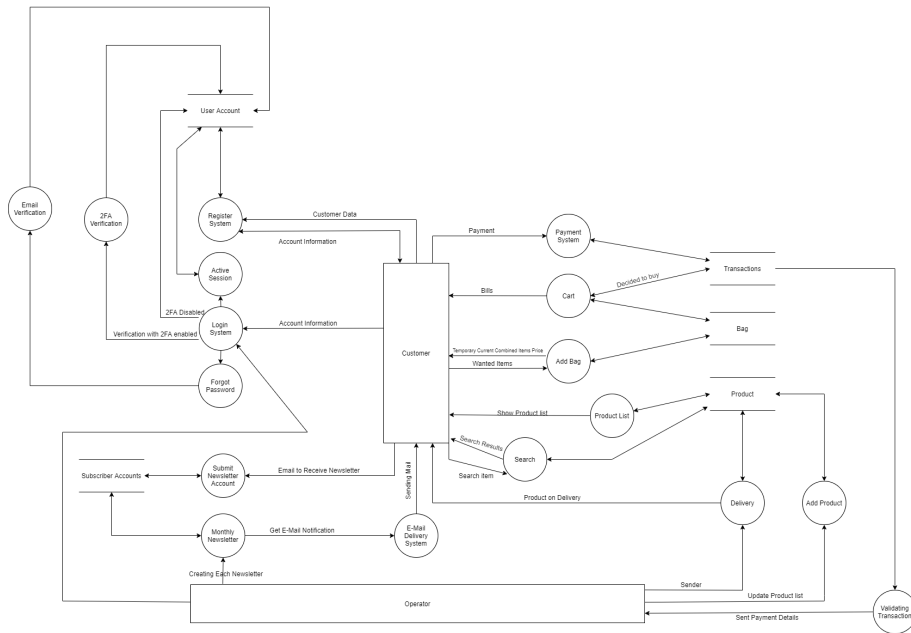 User Account
Email
Verification
2FA
Verification
Register
System
Customer Data
Account Information
Payment
Payment
System
Active
Session
Transactions
Decided to buy
Bills
Cart
2FA Disabled
Login
System
Verification with 2FA enabled
Account Information
Bag
Customer
Temporary Current Combined Items Price
Add Bag
Wanted Items
Forgot
Password
Product
Show Product list
Product List
Search Results
Search
Search item
Subscriber Accounts
Submit
Newsletter
Account
Email to Receive Newsletter
Sending Mail
Product on Delivery
Delivery
Add Product
Monthly
Newsletter
Get E-Mail Notification
E-Mail
Delivery
System
Creating Each Newsletter
Sender
Update Product list
Operator
Sent Payment Details
Validating
Transaction